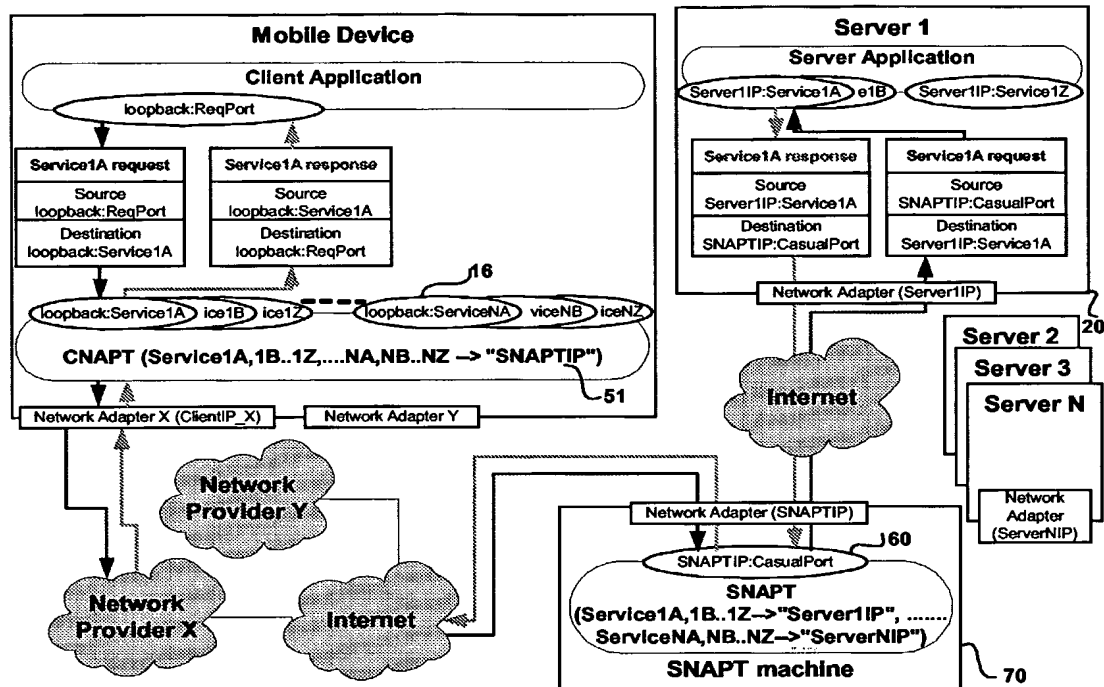 Mobile Device
Client Application
loopback:ReqPort
Service1A request
Source
loopback:ReqPort
Destination
loopback:Service1A
Service1A response
Source
loopback:Service1A
Destination
loopback:ReqPort
16
loopback:Service1A
ice1B
ice1Z
loopback:ServiceNA
viceNB
iceNZ
CNAPT (Service1A,1B..1Z,....NA,NB..NZ –> "SNAPTIP")
51
Network Adapter X (ClientIP_X)
Network Adapter Y
Server 1
Server Application
Server1IP:Service1A
e1B
Server1IP:Service1Z
Service1A response
Source
Server1IP:Service1A
Destination
SNAPTIP:CasualPort
Service1A request
Source
SNAPTIP:CasualPort
Destination
Server1IP:Service1A
Network Adapter (Server1IP)
20
Server 2
Server 3
Server N
Network
Adapter
(ServerNIP)
Internet
Network
Provider Y
Network
Provider X
Internet
Network Adapter (SNAPTIP)
60
SNAPTIP:CasualPort
SNAPT
(Service1A,1B..1Z–>"Server1IP", .......
ServiceNA,NB..NZ–>"ServerNIP")
SNAPT machine
70